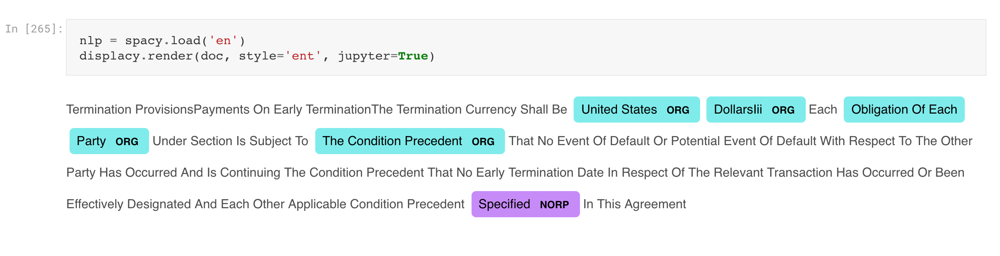 In [265]:
nlp = spacy.load('en')
displacy.render(doc, style='ent', jupyter=True)
Termination ProvisionsPayments On Early TerminationThe Termination Currency Shall Be United States ORG DollarsIii ORG Each Obligation Of Each
Party ORG Under Section Is Subject To The Condition Precedent ORG That No Event Of Default Or Potential Event Of Default With Respect To The Other
Party Has Occurred And Is Continuing The Condition Precedent That No Early Termination Date In Respect Of The Relevant Transaction Has Occurred Or Been
Effectively Designated And Each Other Applicable Condition Precedent Specified NORP In This Agreement